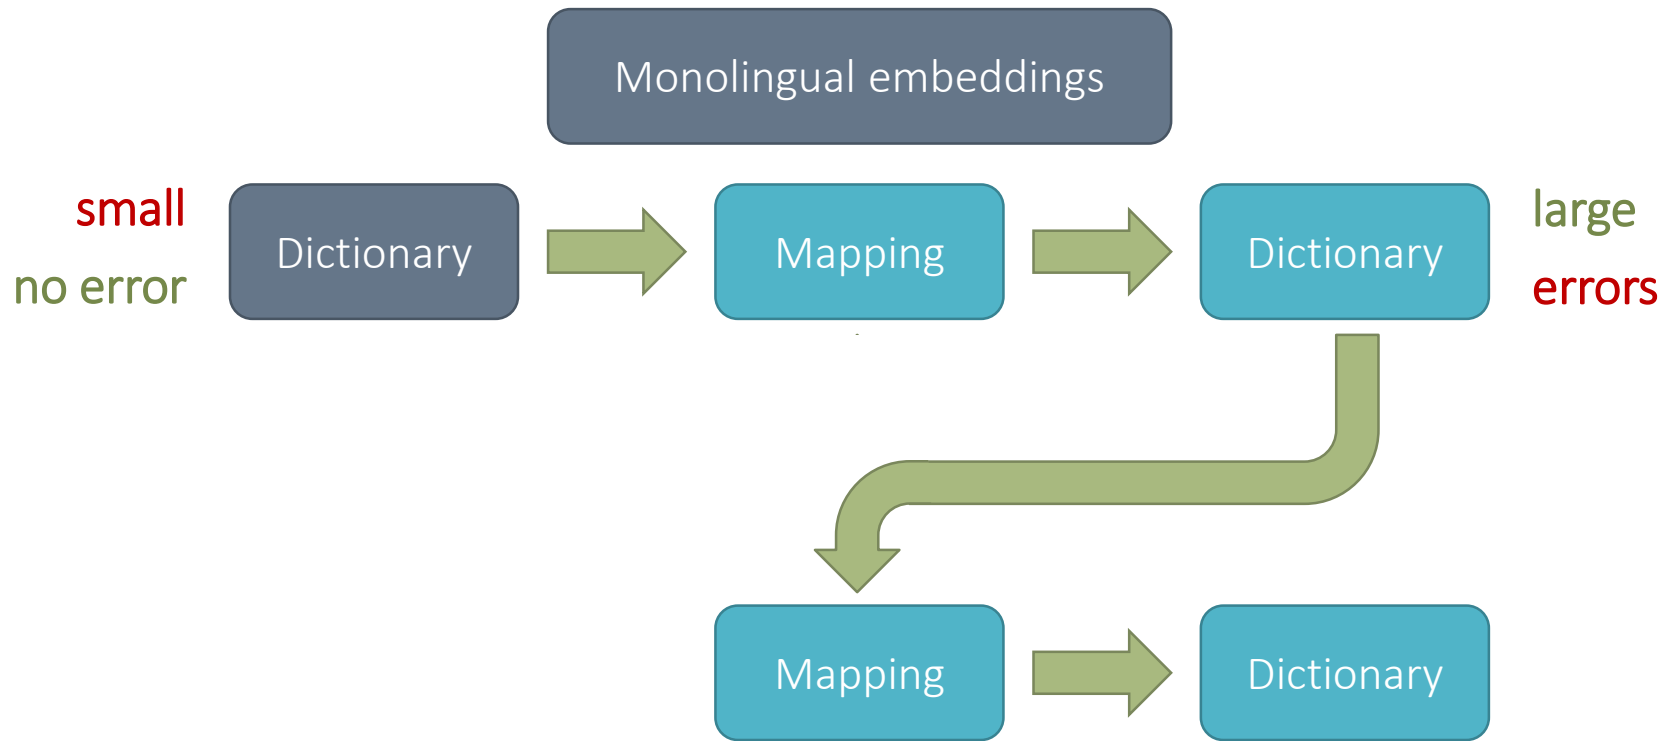 Monolingual embeddings
small
no error
Dictionary
Mapping
Dictionary
large
errors
Mapping
Dictionary